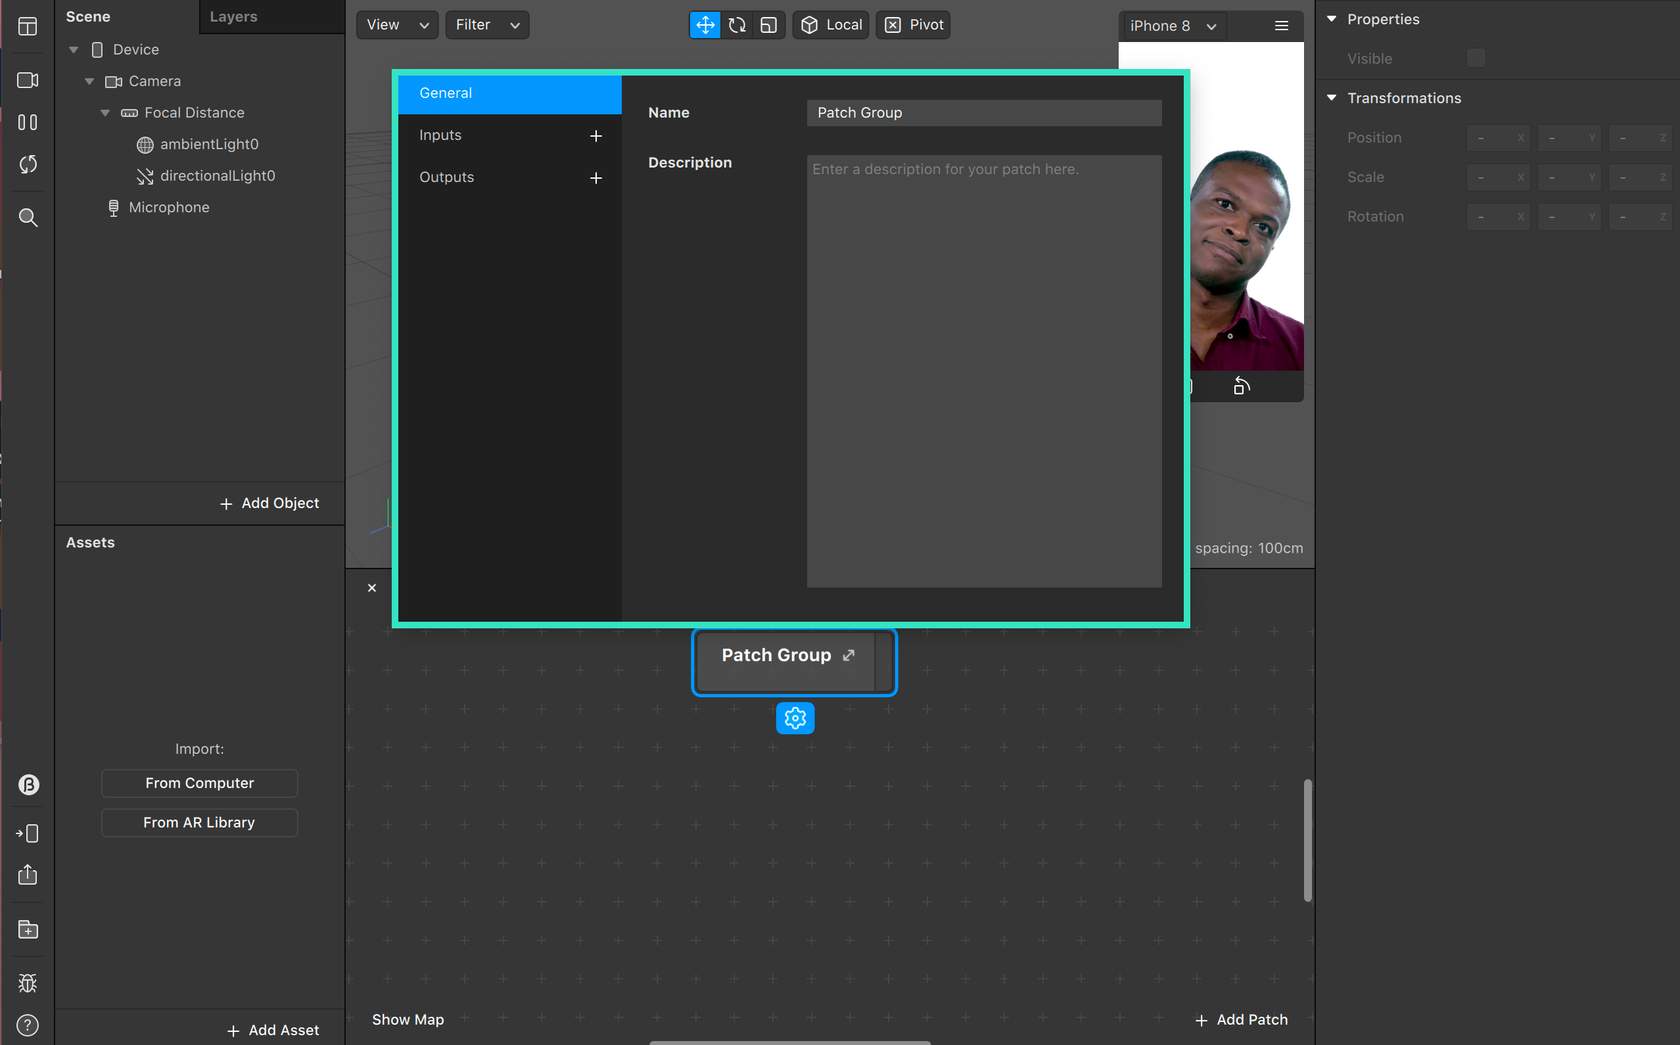 Scene
Layers
Device
Camera
Focal Distance
ambientLight0
directionalLight0
Microphone
+ Add Object
Assets
Import:
From Computer
From AR Library
+ Add Asset
View
Filter
Local
Pivot
iPhone 8
General
Inputs +
Outputs +
Name
Patch Group
Description
Enter a description for your patch here.
spacing: 100cm
Patch Group
Show Map
+ Add Patch
Properties
Visible
Transformations
Position - X - Y - Z
Scale - X - Y - Z
Rotation - X - Y - Z
β
?